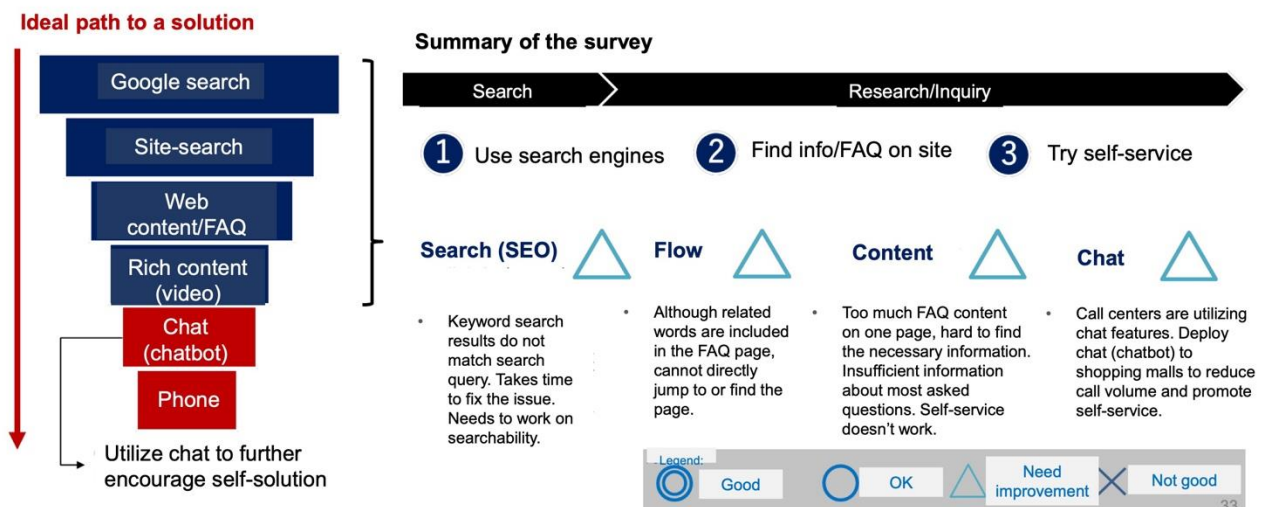 Ideal path to a solution
Google search
Site-search
Web
content/FAQ
Rich content
(video)
Chat
(chatbot)
Phone
Utilize chat to further
encourage self-solution
Summary of the survey
Search
Research/Inquiry
1 Use search engines
2 Find info/FAQ on site
3 Try self-service
Search (SEO)
• Keyword search
results do not
match search
query. Takes time
to fix the issue.
Needs to work on
searchability.
Flow
• Although related
words are included
in the FAQ page,
cannot directly
jump to or find the
page.
Content
• Too much FAQ content
on one page, hard to find
the necessary information.
Insufficient information
about most asked
questions. Self-service
doesn't work.
Chat
• Call centers are utilizing
chat features. Deploy
chat (chatbot) to
shopping malls to reduce
call volume and promote
self-service.
Legend:
Good
OK
Need
improvement
Not good
33